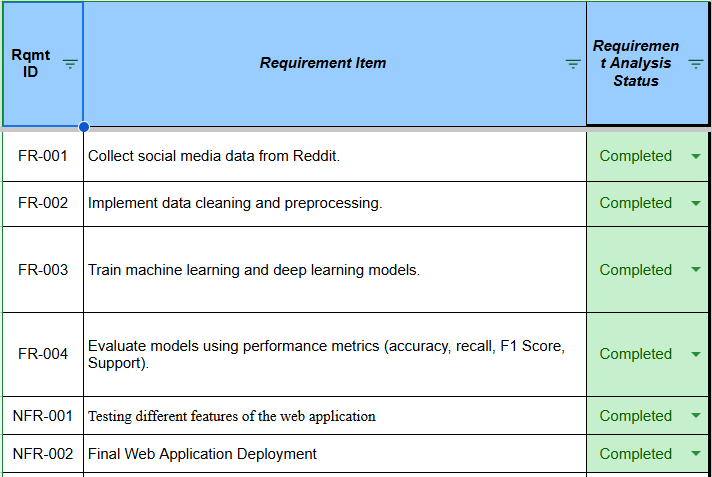 Rqmt
ID
Requirement Item
Requiremen
t Analysis
Status
FR-001 Collect social media data from Reddit. Completed
FR-002 Implement data cleaning and preprocessing. Completed
FR-003 Train machine learning and deep learning models. Completed
FR-004 Evaluate models using performance metrics (accuracy, recall, F1 Score,
Support). Completed
NFR-001 Testing different features of the web application Completed
NFR-002 Final Web Application Deployment Completed